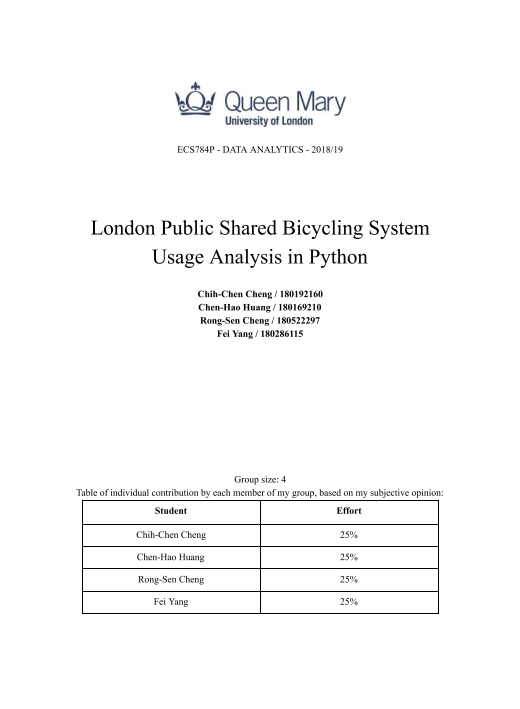 Queen Mary
University of London
ECS784P - DATA ANALYTICS - 2018/19
London Public Shared Bicycling System
Usage Analysis in Python
Chih-Chen Cheng / 180192160
Chen-Hao Huang / 180169210
Rong-Sen Cheng / 180522297
Fei Yang / 180286115
Group size: 4
Table of individual contribution by each member of my group, based on my subjective opinion:
Student Effort
Chih-Chen Cheng 25%
Chen-Hao Huang 25%
Rong-Sen Cheng 25%
Fei Yang 25%